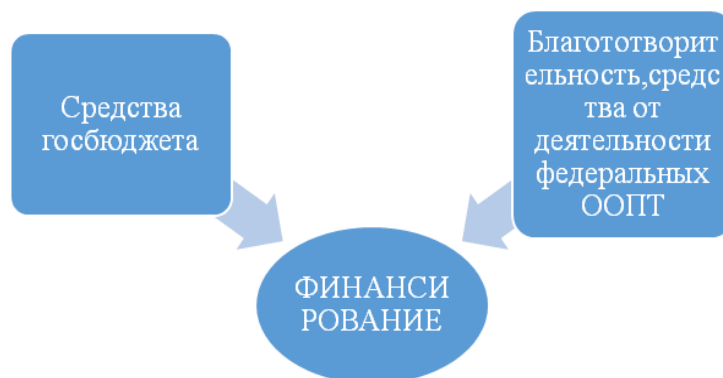 Средства
госбюджета
Благототворит
ельность,средс
тва от
деятельности
федеральных
ООПТ
ФИНАНСИ
РОВАНИЕ